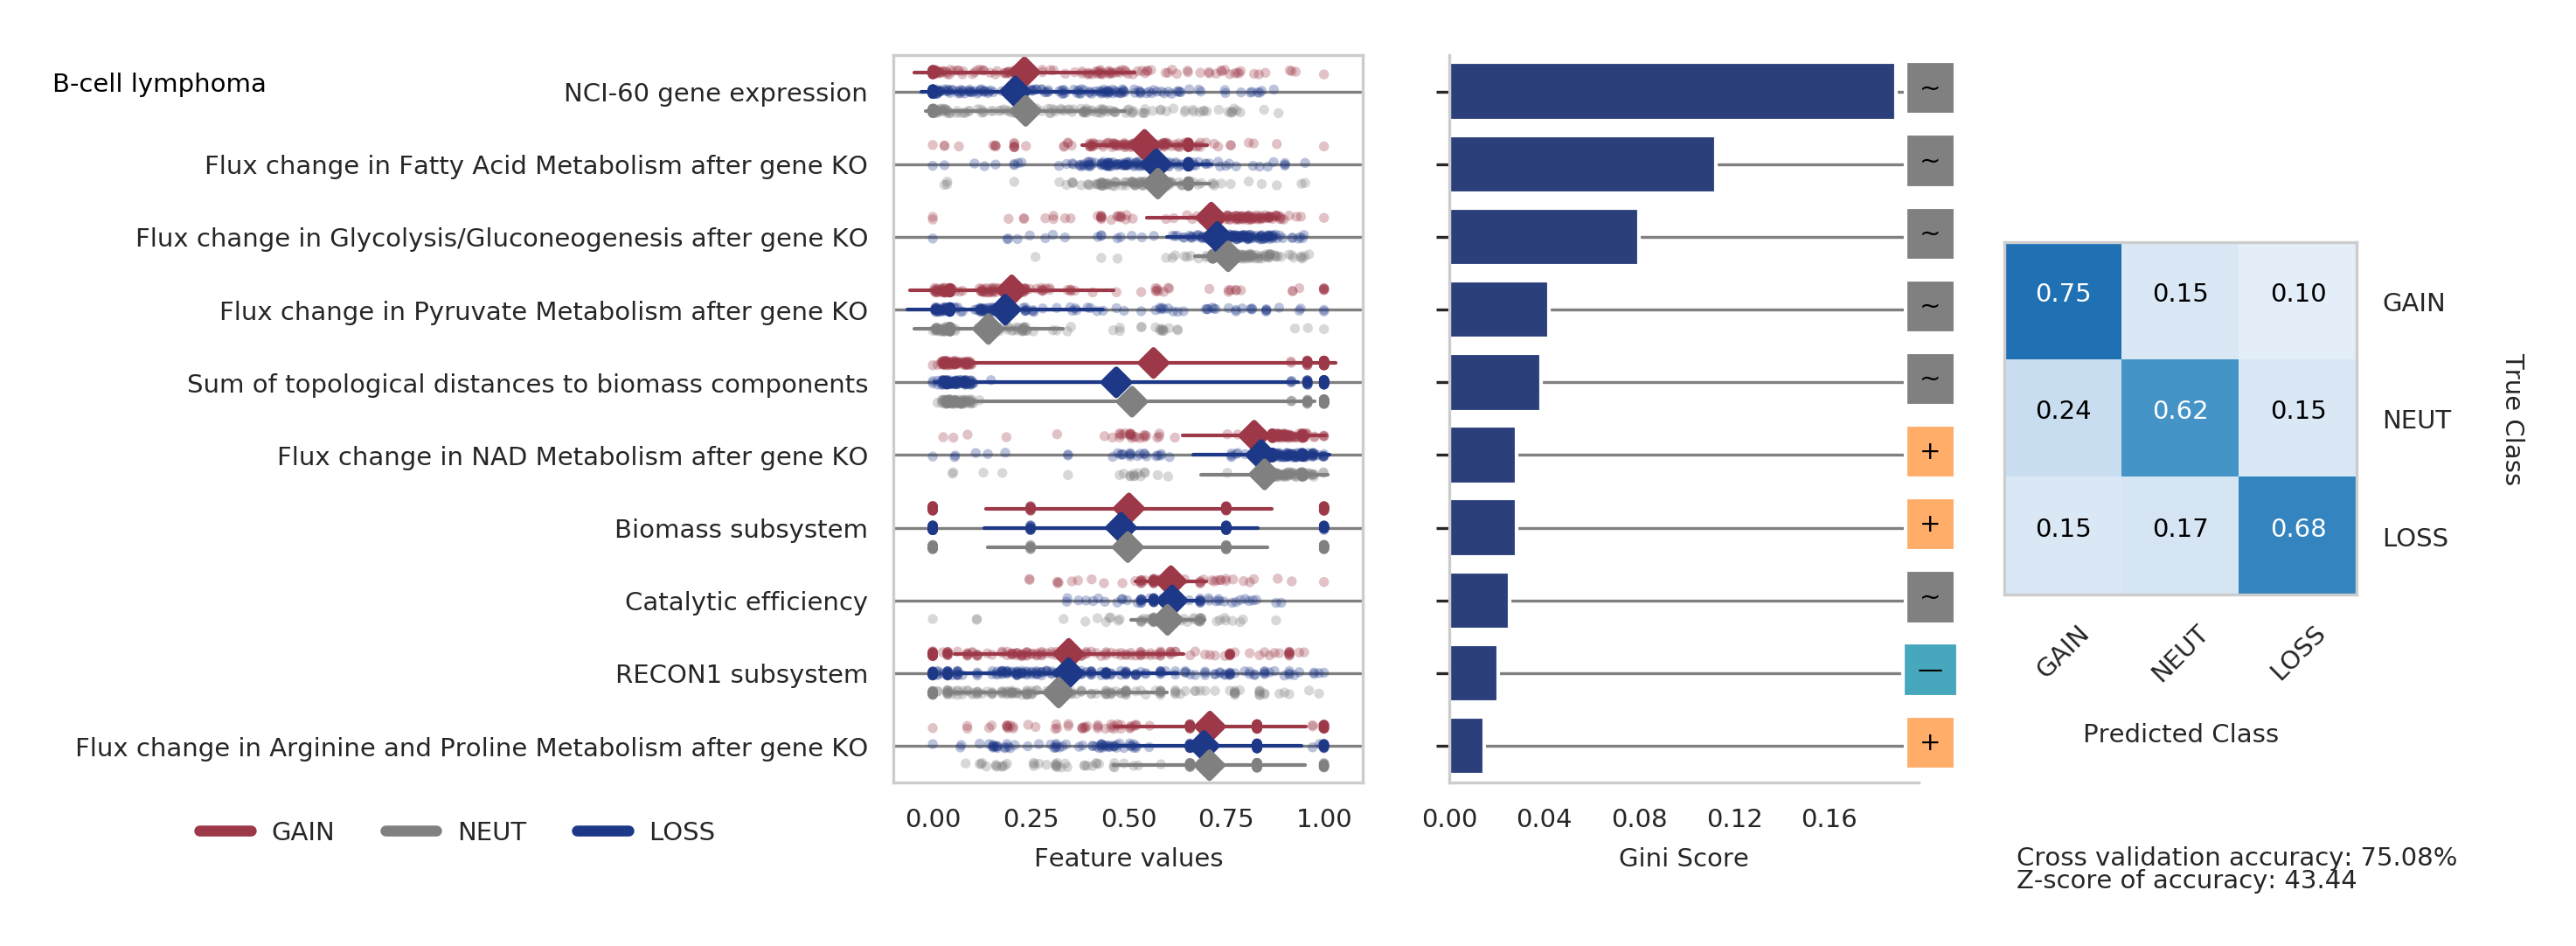 B-cell lymphoma
NCI-60 gene expression
~
Flux change in Fatty Acid Metabolism after gene KO
~
Flux change in Glycolysis/Gluconeogenesis after gene KO
~
Flux change in Pyruvate Metabolism after gene KO
~
Sum of topological distances to biomass components
~
Flux change in NAD Metabolism after gene KO
+
Biomass subsystem
+
Catalytic efficiency
~
RECON1 subsystem
—
Flux change in Arginine and Proline Metabolism after gene KO
+
GAIN NEUT LOSS
0.00 0.25 0.50 0.75 1.00
Feature values
0.00 0.04 0.08 0.12 0.16
Gini Score
0.75 0.15 0.10 GAIN
0.24 0.62 0.15 NEUT
0.15 0.17 0.68 LOSS
True Class
GAIN NEUT LOSS
Predicted Class
Cross validation accuracy: 75.08%
Z-score of accuracy: 43.44